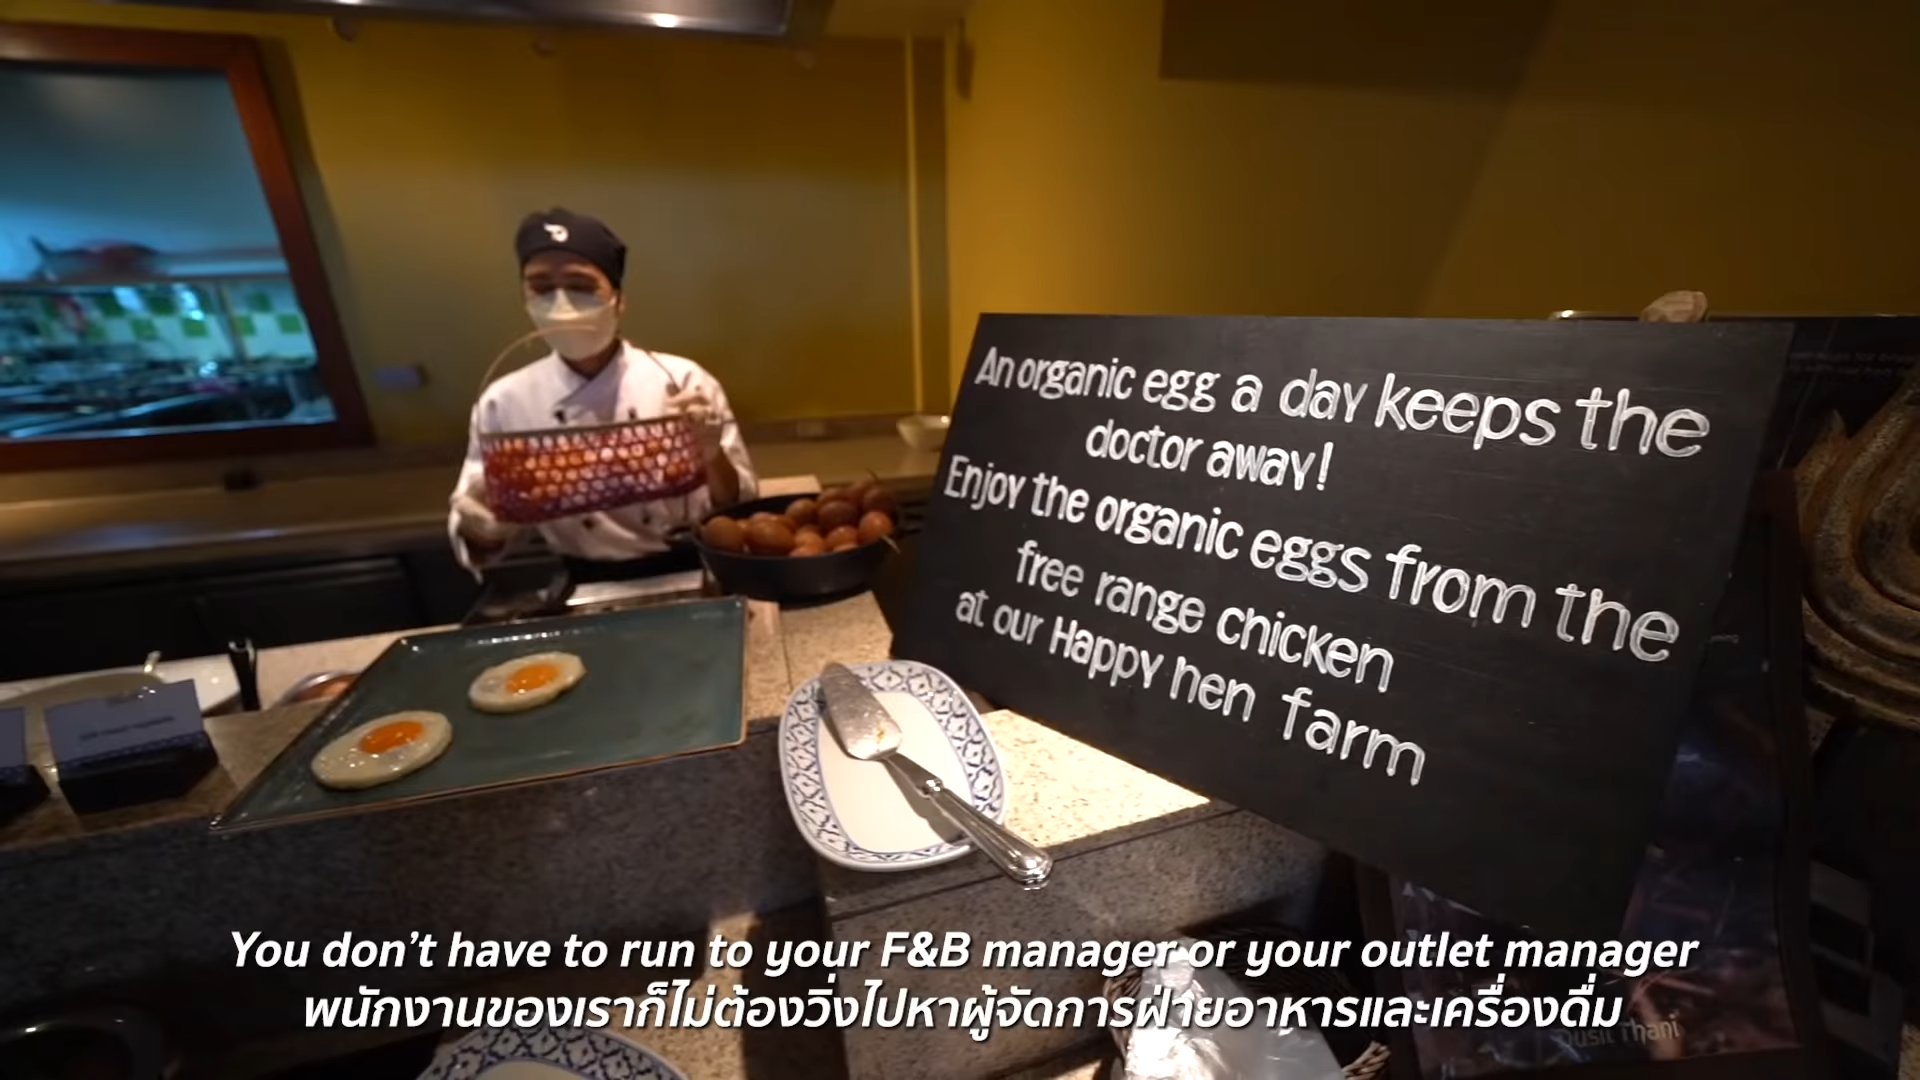 An organic egg a day keeps the
doctor away!
Enjoy the organic eggs from the
free range chicken
at our Happy hen farm
You don't have to run to your F&B manager or your outlet manager
พนักงานของเราก็ไม่ต้องวิ่งไปหาผู้จัดการฝ่ายอาหารและเครื่องดื่ม
Dusit Thani